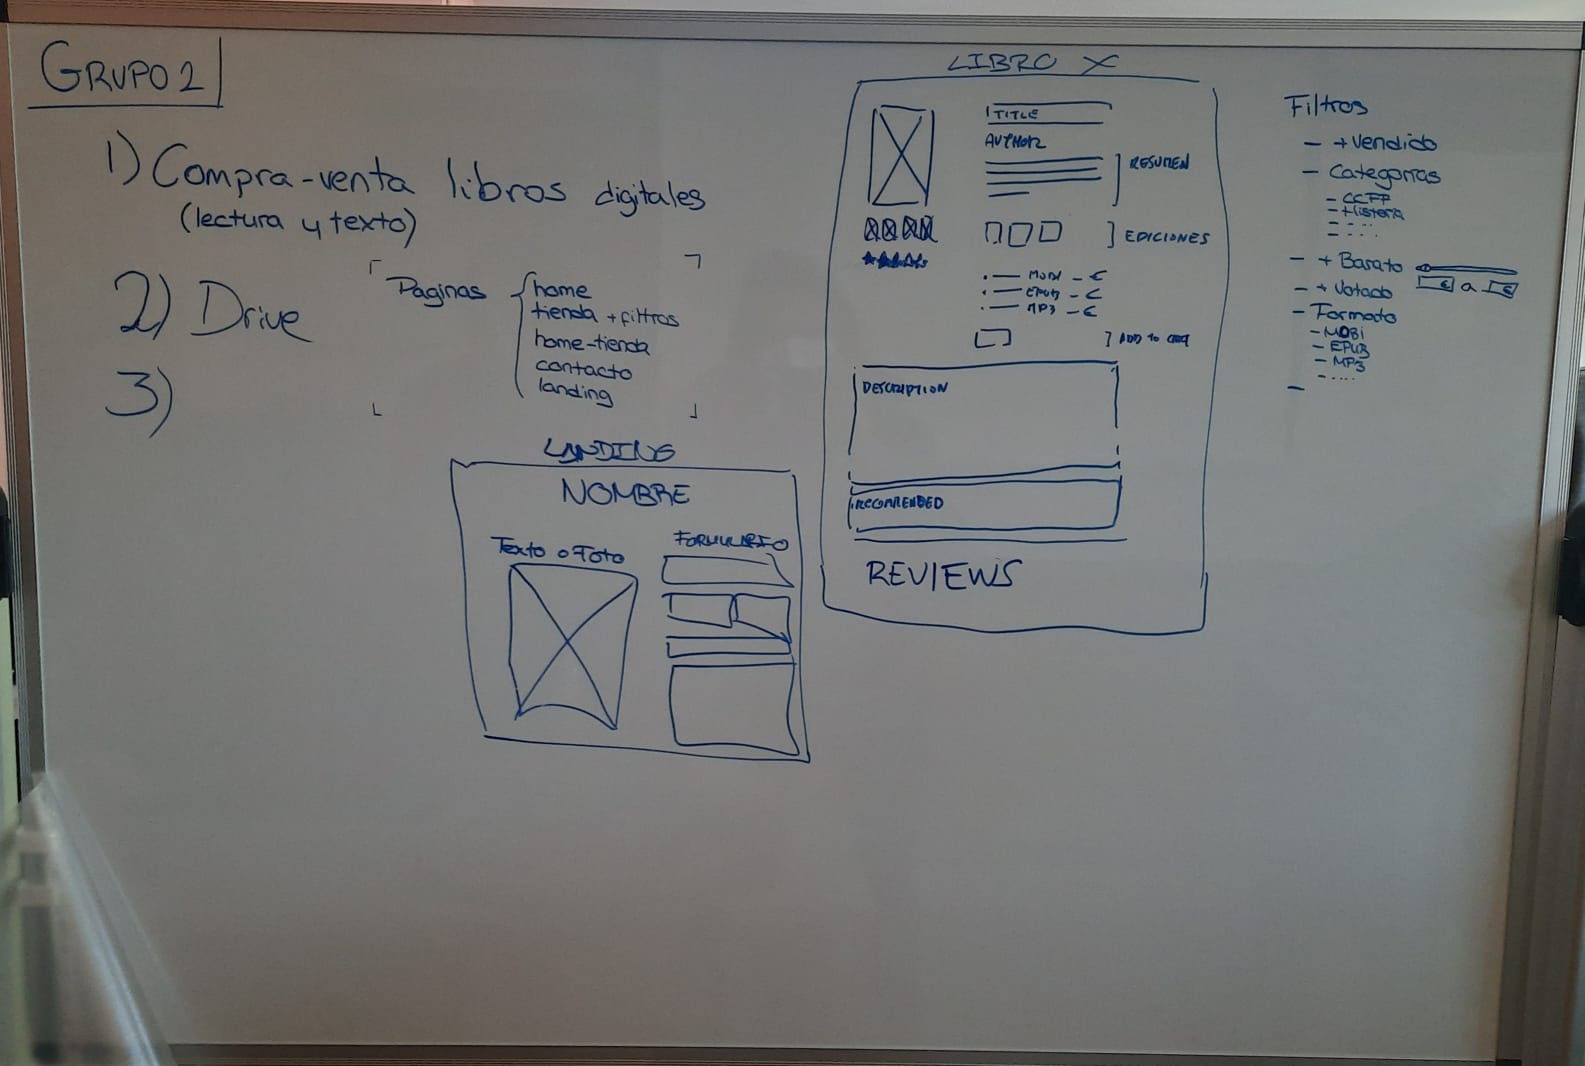 GRUPO 2
1) Compra-venta libros digitales
(lectura y texto)
2) Drive
3)
Paginas
home
tienda + filtros
home-tienda
contacto
landing
LANDING
NOMBRE
Texto o Foto
FORMULARIO
LIBRO X
TITLE
AUTHOR
RESUMEN
EDICIONES
MOBI - €
EPUB - €
MP3 - €
ADD to
DESCRIPTION
RECOMENDED
REVIEWS
Filtros
- + Vendido
- Categorias
- CCFF
- Historia
- ....
- ....
- + Barato
€ a €
- + Votado
- Formato
- MOBI
- EPUB
- MP3
- ....
-